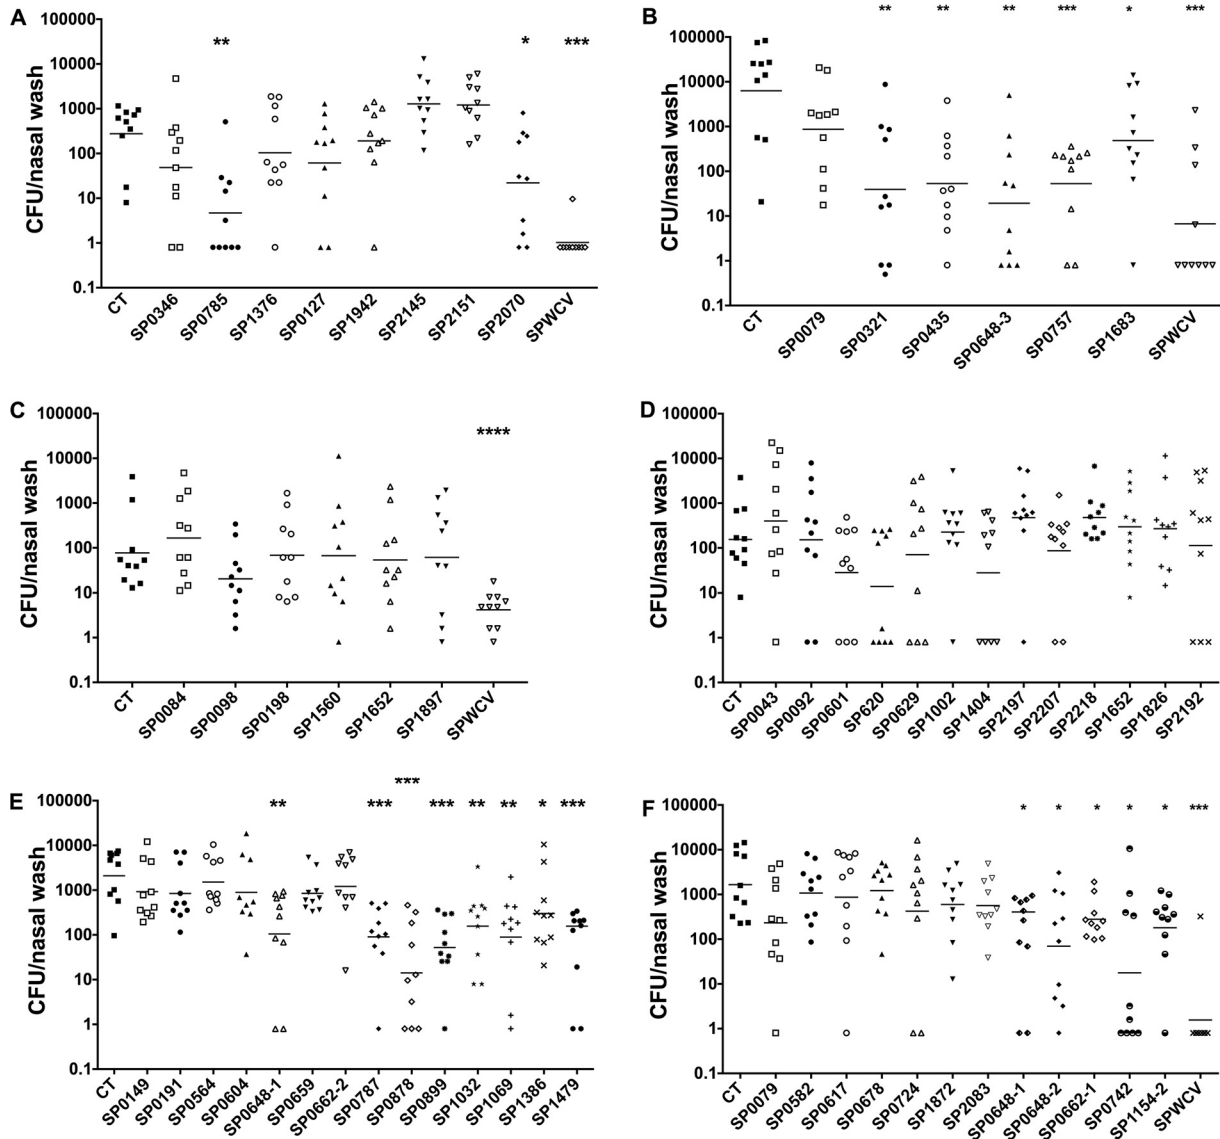 A
CFU/nasal wash
100000
10000
1000
100
10
1
0.1
** * ***
CT SP0346 SP0785 SP1376 SP0127 SP1942 SP2145 SP2151 SP2070 SPWCV
B
CFU/nasal wash
100000
10000
1000
100
10
1
0.1
** ** ** *** * ***
CT SP0079 SP0321 SP0435 SP0648-3 SP0757 SP1683 SPWCV
C
CFU/nasal wash
100000
10000
1000
100
10
1
0.1
****
CT SP0084 SP0098 SP0198 SP1560 SP1652 SP1897 SPWCV
D
CFU/nasal wash
100000
10000
1000
100
10
1
0.1
CT SP0043 SP0092 SP0601 SP620 SP0629 SP1002 SP1404 SP2197 SP2207 SP2218 SP1652 SP1826 SP2192
E
CFU/nasal wash
100000
10000
1000
100
10
1
0.1
** *** *** *** ** ** * ***
CT SP0149 SP0191 SP0564 SP0604 SP0648-1 SP0659 SP0662-2 SP0787 SP0878 SP0899 SP1032 SP1069 SP1386 SP1479
F
CFU/nasal wash
100000
10000
1000
100
10
1
0.1
* * * * * ***
CT SP0079 SP0582 SP0617 SP0678 SP0724 SP1872 SP2083 SP0648-1 SP0648-2 SP0662-1 SP0742 SP1154-2 SPWCV